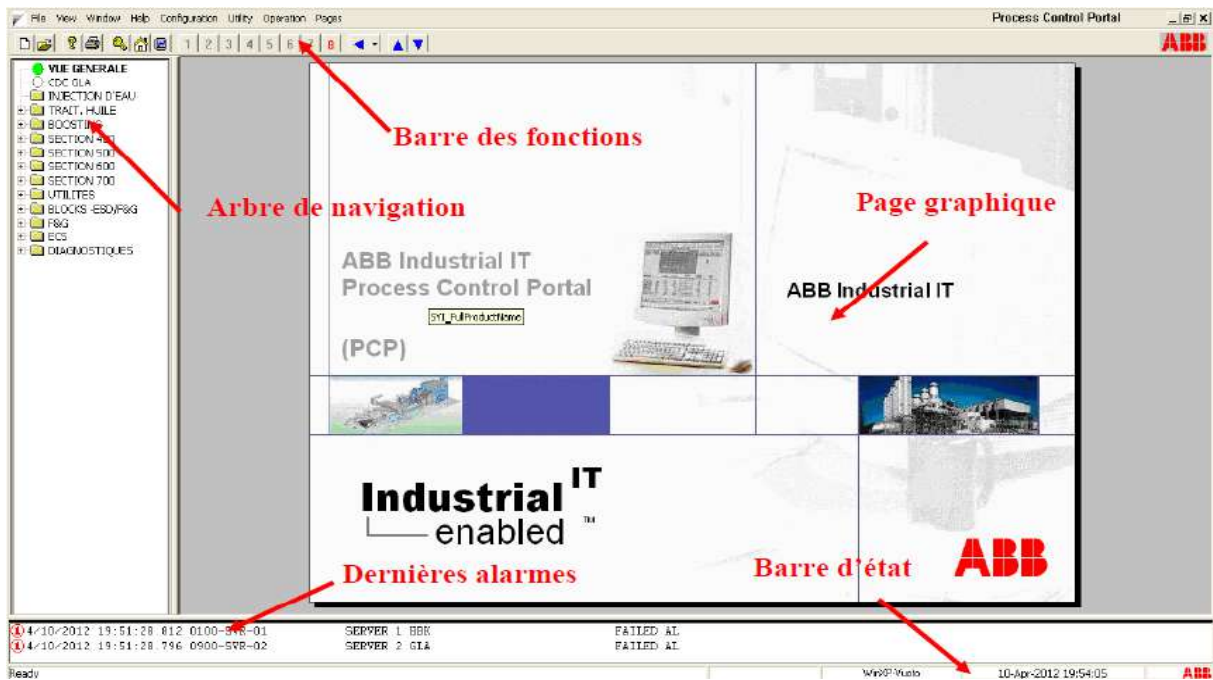 File View Window Help Configuration Utility Operation Pages
Process Control Portal
1 2 3 4 5 6 7 8
ABB
VUE GENERALE
CDC GLA
INJECTION D'EAU
TRAIT. HUILE
BOOSTING
SECTION 400
SECTION 500
SECTION 600
SECTION 700
UTILITES
BLOCKS -ESD/F&G
F&G
ECS
DIAGNOSTIQUES
Barre des fonctions
Arbre de navigation
Page graphique
ABB Industrial IT
Process Control Portal
SYI_FullProductName
(PCP)
ABB Industrial IT
Industrial IT
enabled TM
ABB
Dernières alarmes
Barre d'état
1 4/10/2012 19:51:28.812 0100-SVR-01 SERVER 1 BBK FAILED AL
1 4/10/2012 19:51:28.796 0900-SVR-02 SERVER 2 GLA FAILED AL
Ready
10-Apr-2012 19:54:05
ABB